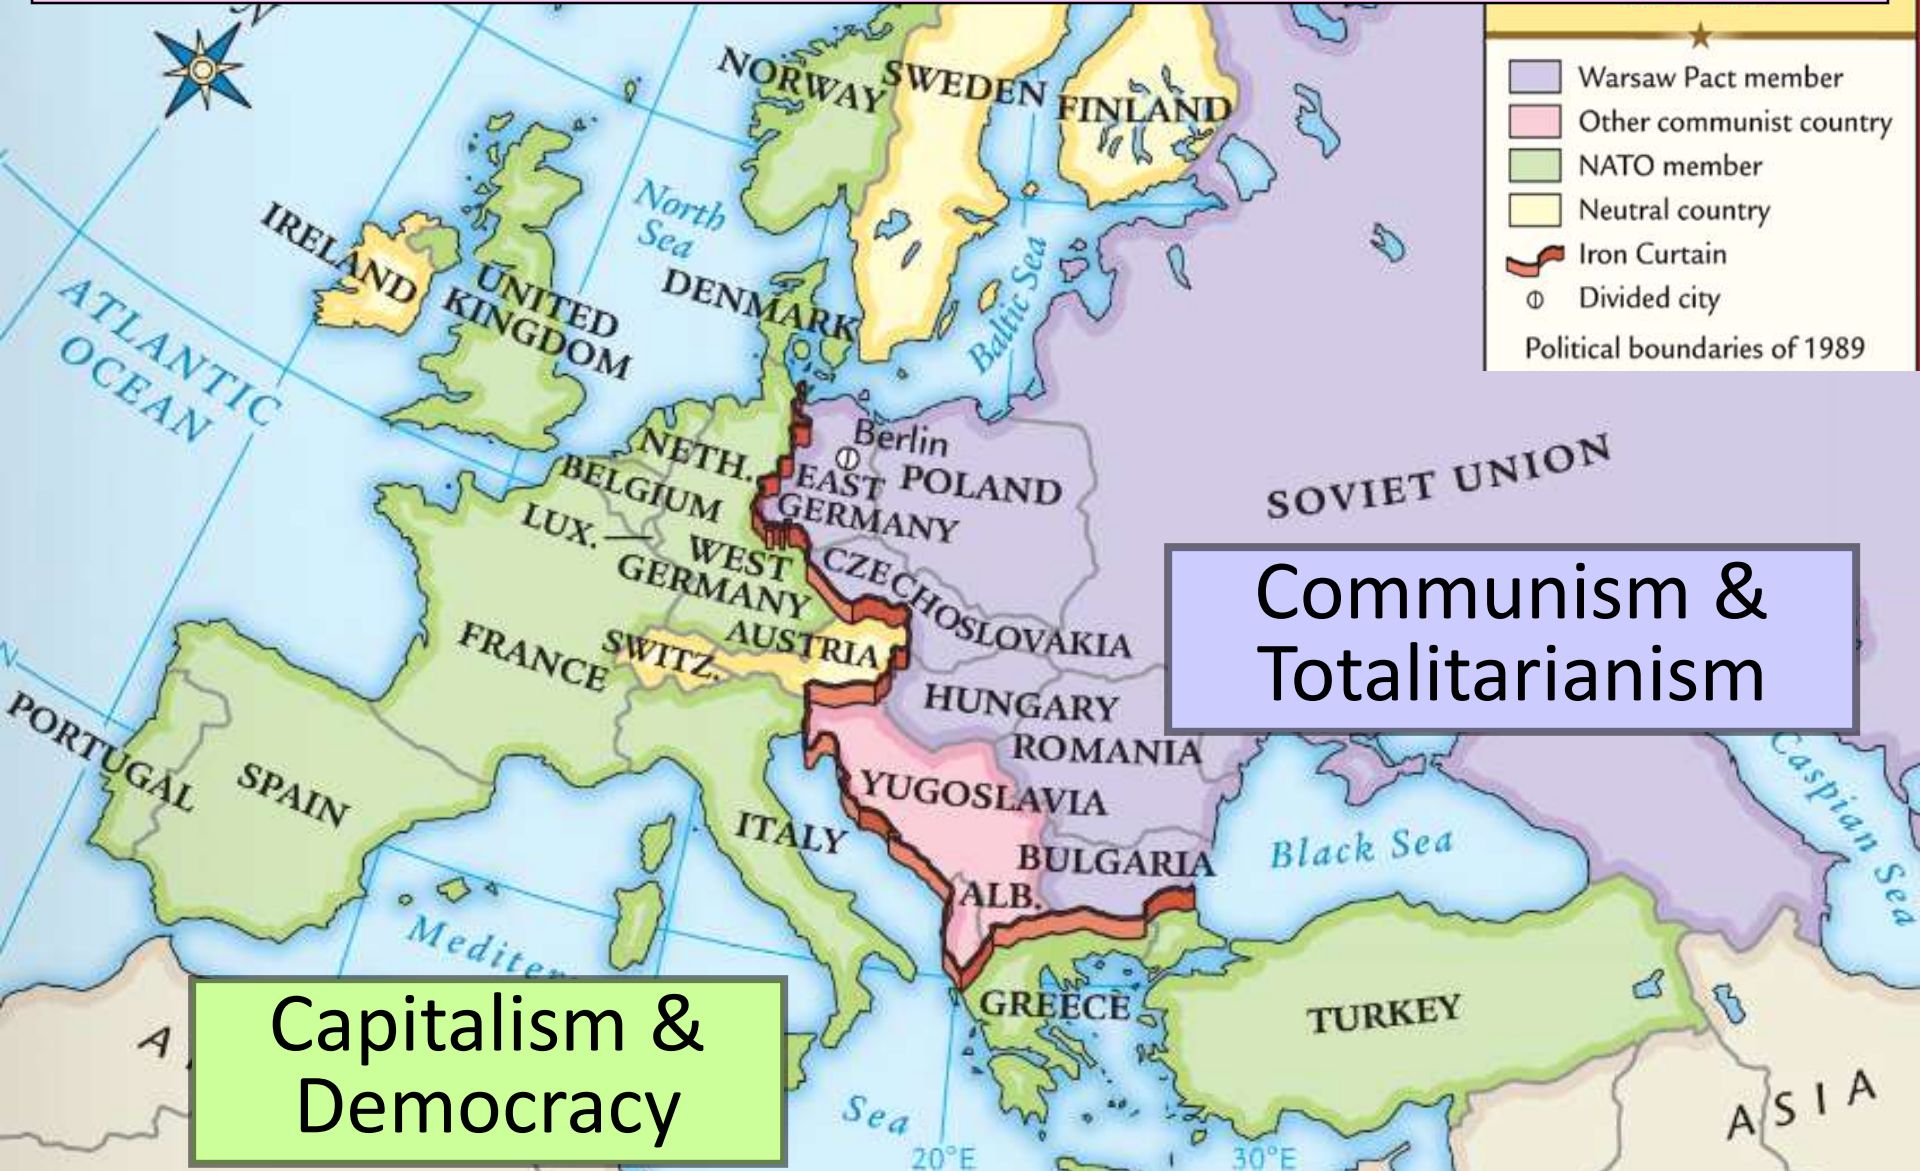 Warsaw Pact member
Other communist country
NATO member
Neutral country
Iron Curtain
Divided city
Political boundaries of 1989
NORWAY
SWEDEN
FINLAND
North
Sea
IRELAND
UNITED
KINGDOM
DENMARK
Baltic Sea
ATLANTIC
OCEAN
Berlin
NETH.
EAST
GERMANY
POLAND
BELGIUM
LUX.
WEST
GERMANY
CZECHOSLOVAKIA
SOVIET UNION
Communism &
Totalitarianism
FRANCE
SWITZ.
AUSTRIA
HUNGARY
ROMANIA
PORTUGAL
SPAIN
ITALY
YUGOSLAVIA
BULGARIA
ALB.
Black Sea
Caspian Sea
Mediter
GREECE
TURKEY
Capitalism &
Democracy
A
Sea
ASIA
20°E
30°E
N